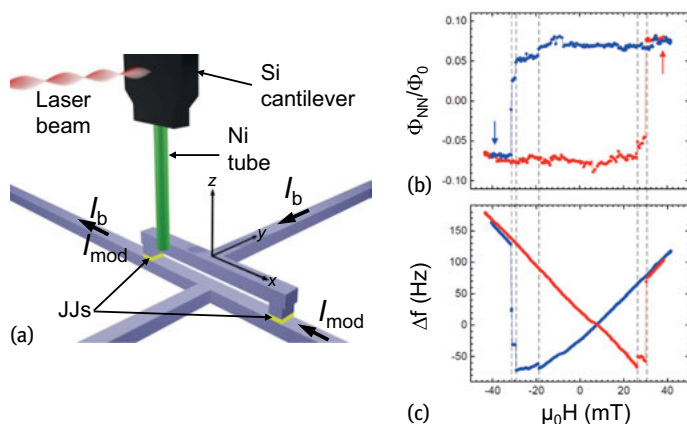 Laser
beam
Si
cantilever
Ni
tube
z
y
x
I_b
I_b
I_mod
JJs
I_mod
(a)
Φ_NN/Φ_0
0.10
0.05
0.00
-0.05
-0.10
(b)
Δf (Hz)
150
100
50
0
-50
-40 -20 0 20 40
μ_0H (mT)
(c)